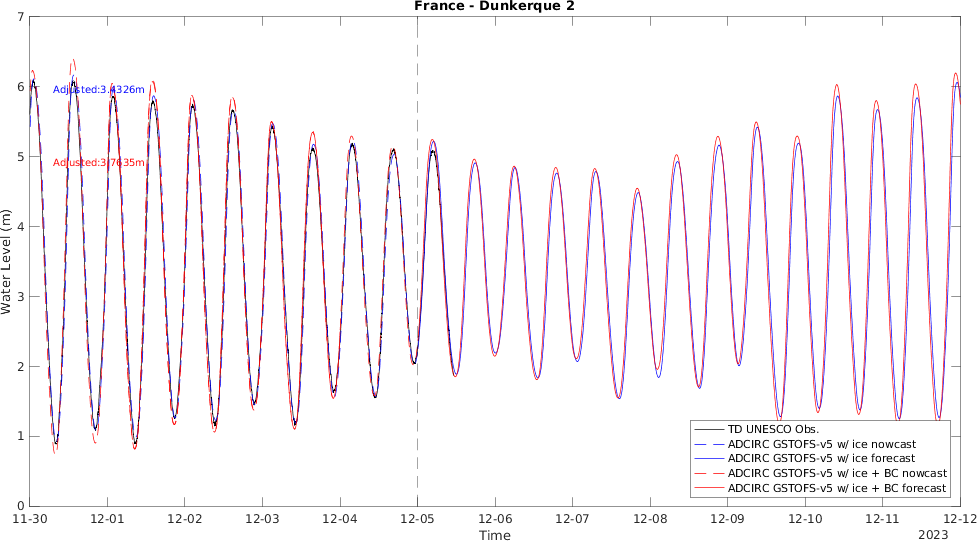 France - Dunkerque 2
7
6
5
4
3
2
1
0
Water Level (m)
Adjusted:3.4326m
Adjusted:3.7635m
TD UNESCO Obs.
ADCIRC GSTOFS-v5 w/ ice nowcast
ADCIRC GSTOFS-v5 w/ ice forecast
ADCIRC GSTOFS-v5 w/ ice + BC nowcast
ADCIRC GSTOFS-v5 w/ ice + BC forecast
11-30 12-01 12-02 12-03 12-04 12-05 12-06 12-07 12-08 12-09 12-10 12-11 12-12
Time
2023